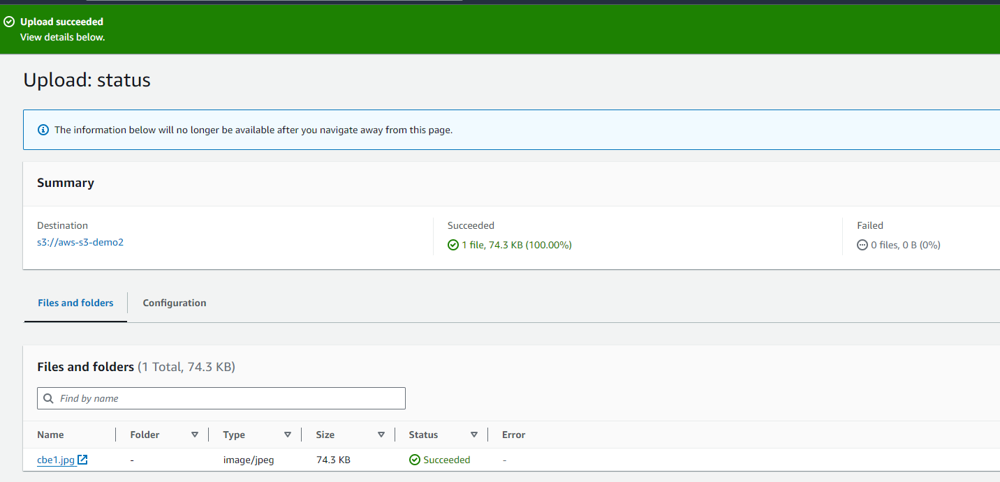 Upload succeeded
View details below.
Upload: status
The information below will no longer be available after you navigate away from this page.
Summary
Destination
s3://aws-s3-demo2
Succeeded
1 file, 74.3 KB (100.00%)
Failed
0 files, 0 B (0%)
Files and folders
Configuration
Files and folders (1 Total, 74.3 KB)
Find by name
Name Folder Type Size Status Error
cbe1.jpg - image/jpeg 74.3 KB Succeeded -